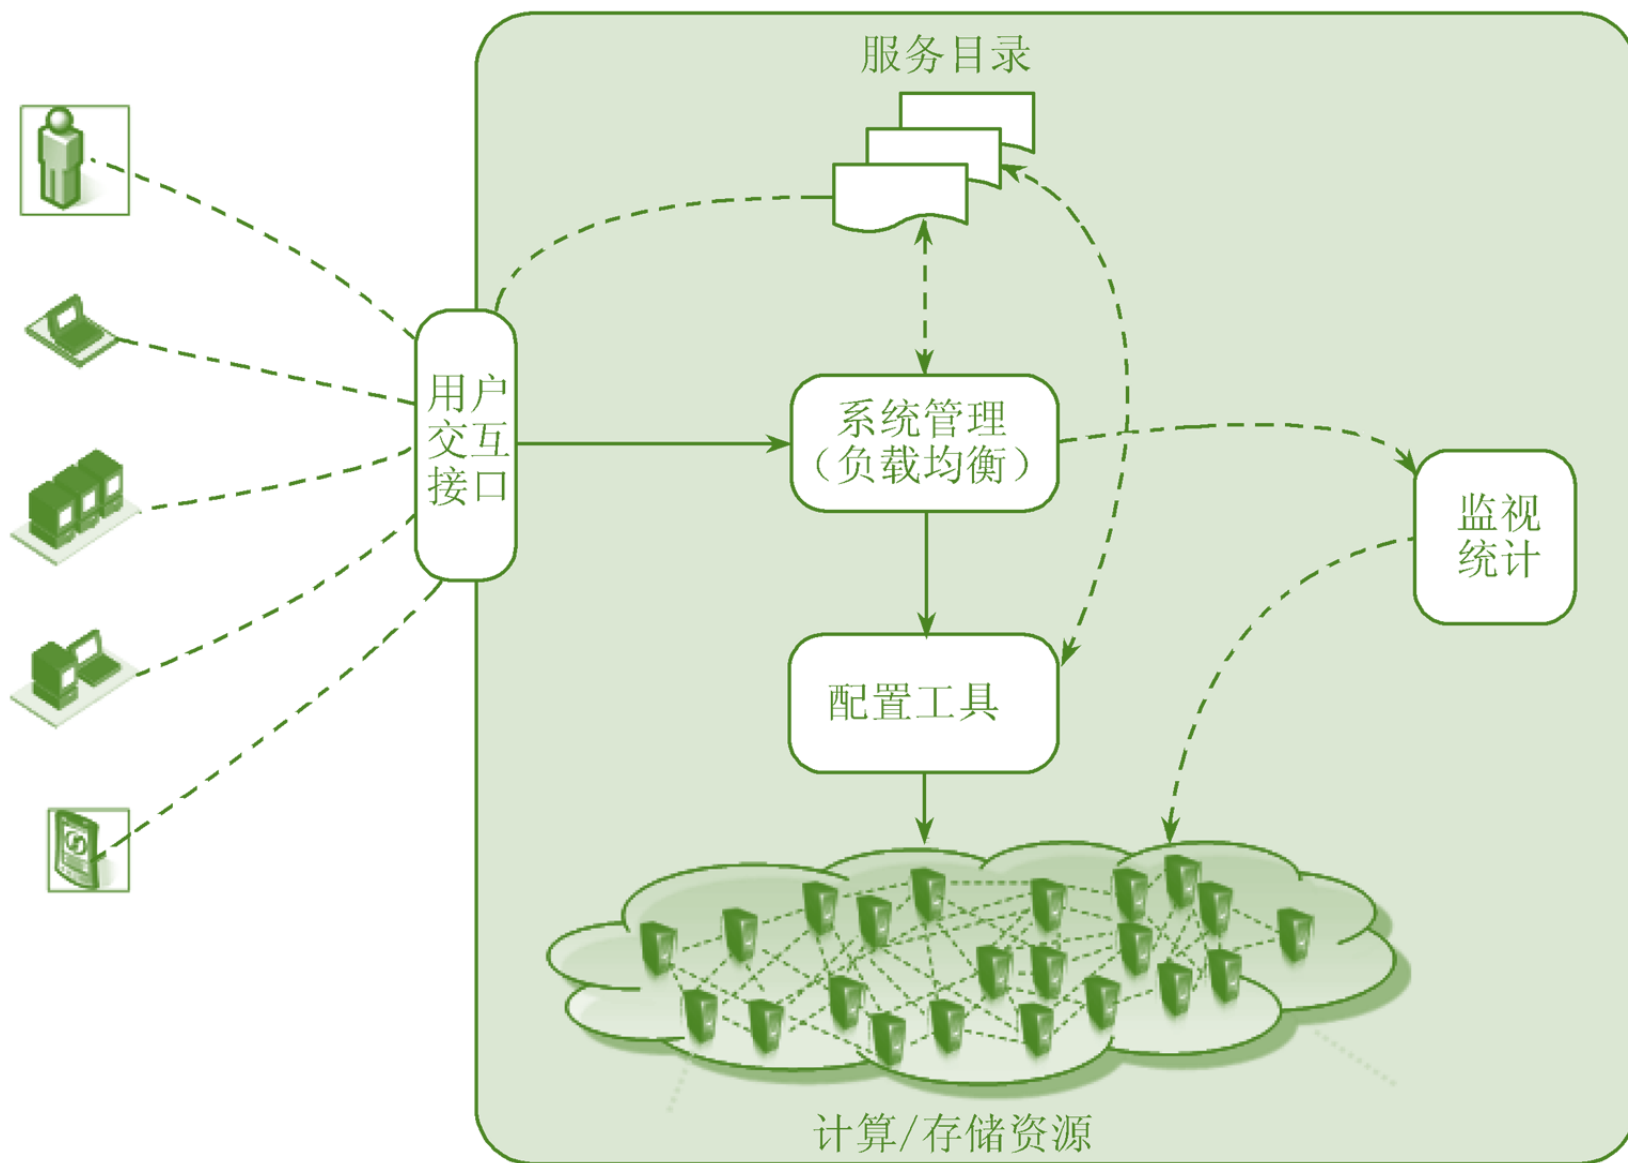 服务目录
用户
交互
接口
系统管理
（负载均衡）
监视
统计
配置工具
计算/存储资源